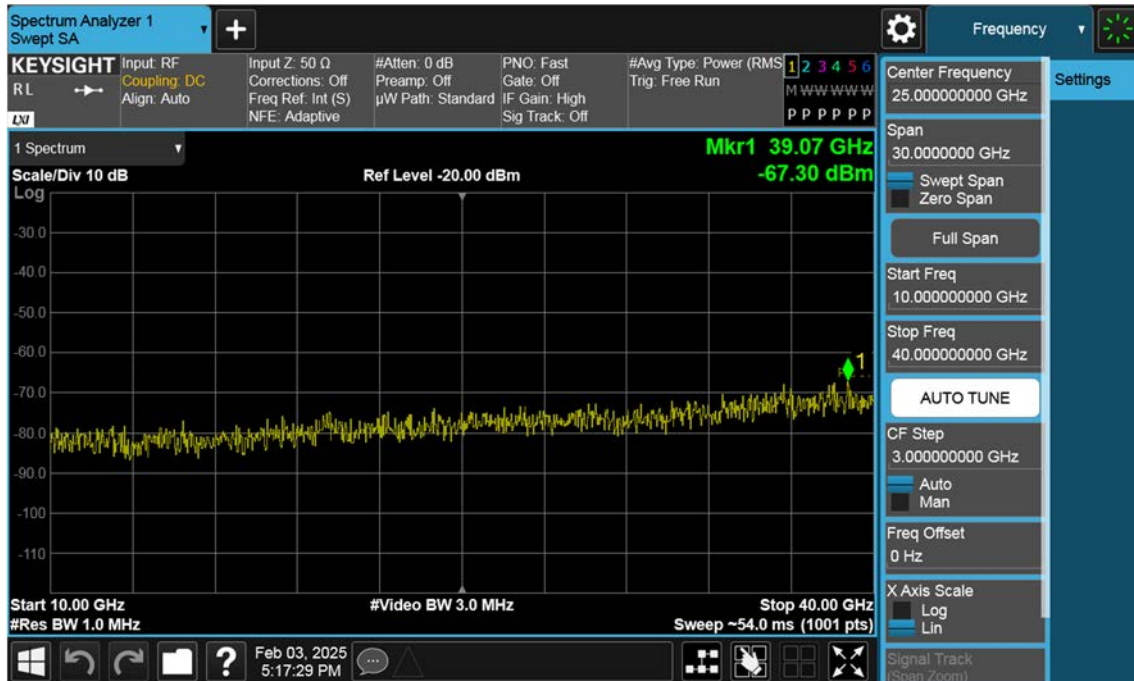 Spectrum Analyzer 1
Swept SA
Frequency
KEYSIGHT
RL
LXI
Input: RF
Coupling: DC
Align: Auto
Input Z: 50 Ω
Corrections: Off
Freq Ref: Int (S)
NFE: Adaptive
#Atten: 0 dB
Preamp: Off
µW Path: Standard
PNO: Fast
Gate: Off
IF Gain: High
Sig Track: Off
#Avg Type: Power (RMS
Trig: Free Run
1 2 3 4 5 6
M W W W W W
P P P P P P
1 Spectrum
Scale/Div 10 dB
Ref Level -20.00 dBm
Mkr1 39.07 GHz
-67.30 dBm
Log
-30.0
-40.0
-50.0
-60.0
-70.0
-80.0
-90.0
-100
-110
1
Start 10.00 GHz
#Res BW 1.0 MHz
#Video BW 3.0 MHz
Stop 40.00 GHz
Sweep ~54.0 ms (1001 pts)
Feb 03, 2025
5:17:29 PM
?
Center Frequency
25.000000000 GHz
Span
30.0000000 GHz
Swept Span
Zero Span
Full Span
Start Freq
10.000000000 GHz
Stop Freq
40.000000000 GHz
AUTO TUNE
CF Step
3.000000000 GHz
Auto
Man
Freq Offset
0 Hz
X Axis Scale
Log
Lin
Signal Track
(Span Zoom)
Settings